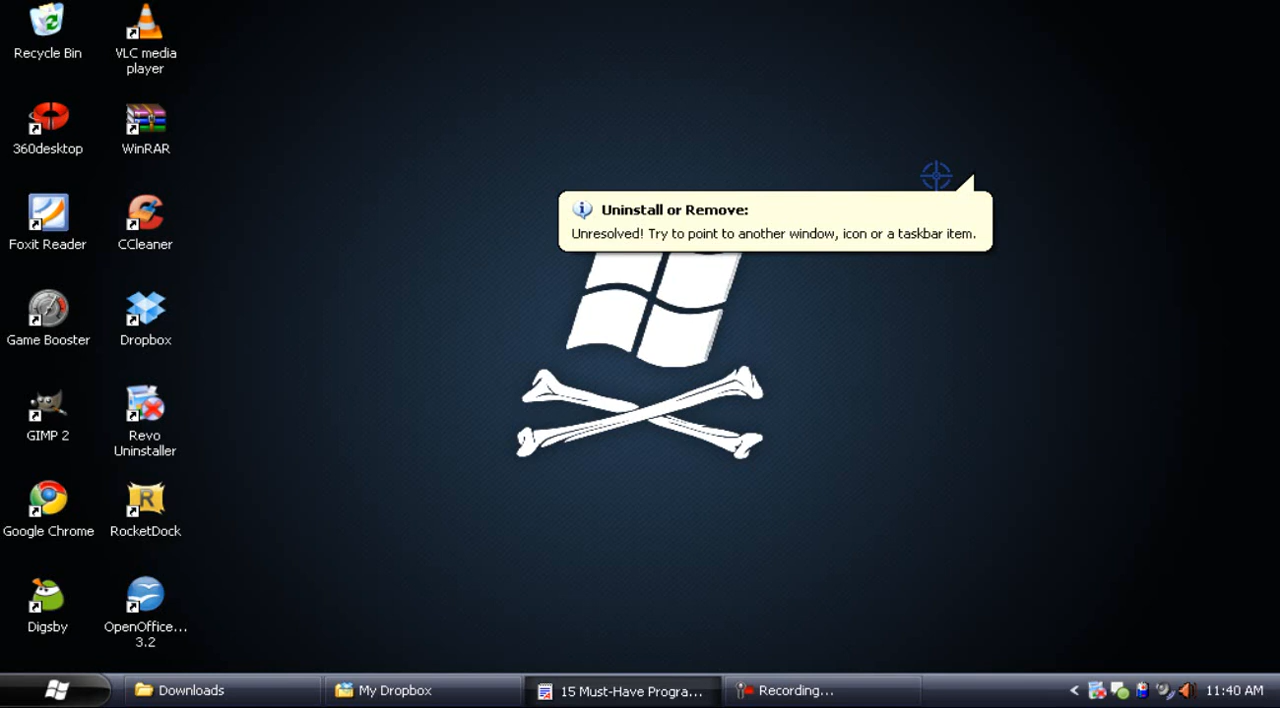 Recycle Bin
VLC media
player
360desktop
WinRAR
Foxit Reader
CCleaner
Uninstall or Remove:
Unresolved! Try to point to another window, icon or a taskbar item.
Game Booster
Dropbox
GIMP 2
Revo
Uninstaller
Google Chrome
R
RocketDock
Digsby
OpenOffice...
3.2
Downloads
My Dropbox
15 Must-Have Progra...
Recording...
11:40 AM